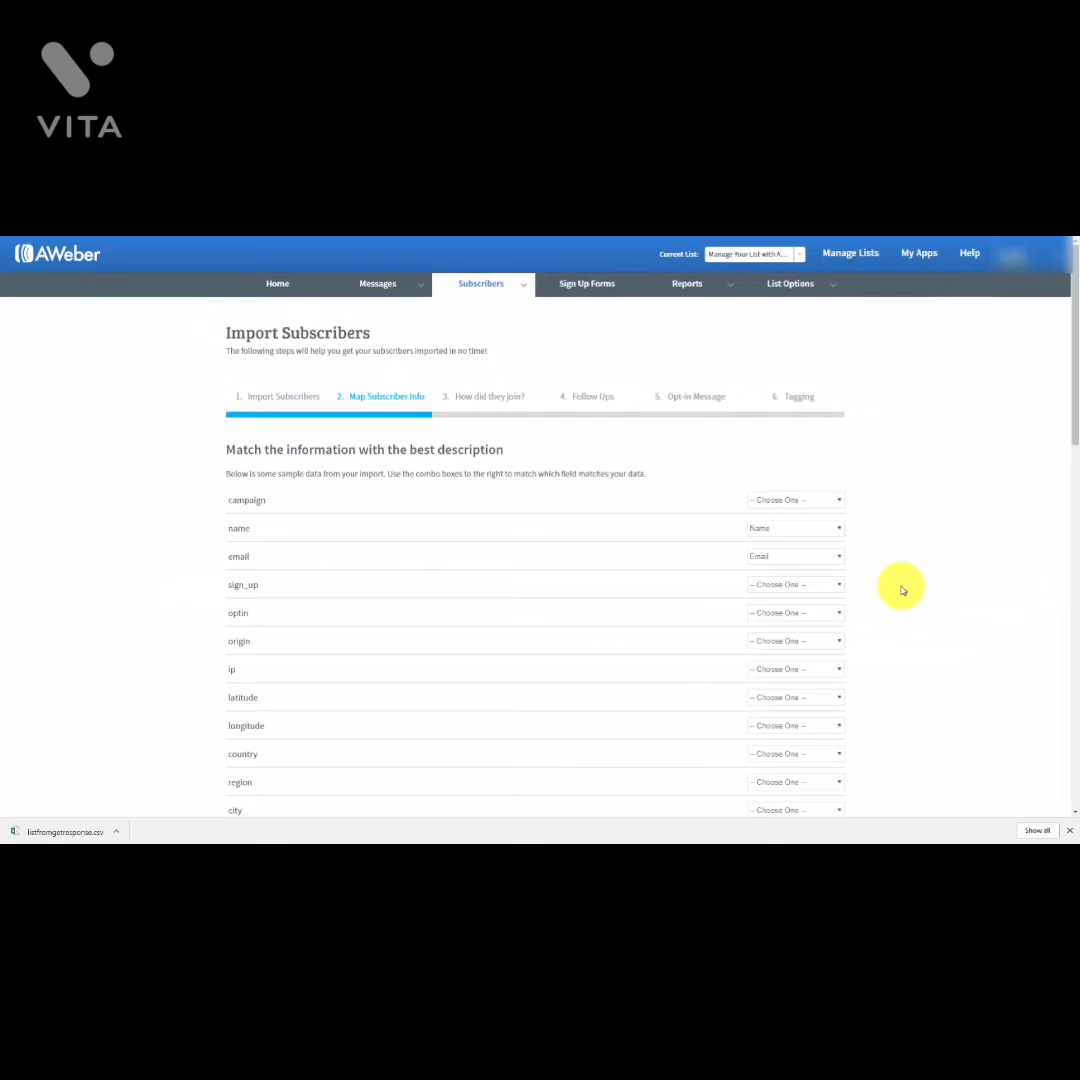 VITA
AWeber
Current List: Manage Your List with A... Manage Lists My Apps Help
Home Messages Subscribers Sign Up Forms Reports List Options
Import Subscribers
The following steps will help you get your subscribers imported in no time!
1. Import Subscribers 2. Map Subscriber Info 3. How did they join? 4. Follow Ups 5. Opt-in Message 6. Tagging
Match the information with the best description
Below is some sample data from your import. Use the combo boxes to the right to match which field matches your data.
campaign -- Choose One --
name Name
email Email
sign_up -- Choose One --
optin -- Choose One --
origin -- Choose One --
ip -- Choose One --
latitude -- Choose One --
longitude -- Choose One --
country -- Choose One --
region -- Choose One --
city -- Choose One --
listfromgetresponse.csv Show all